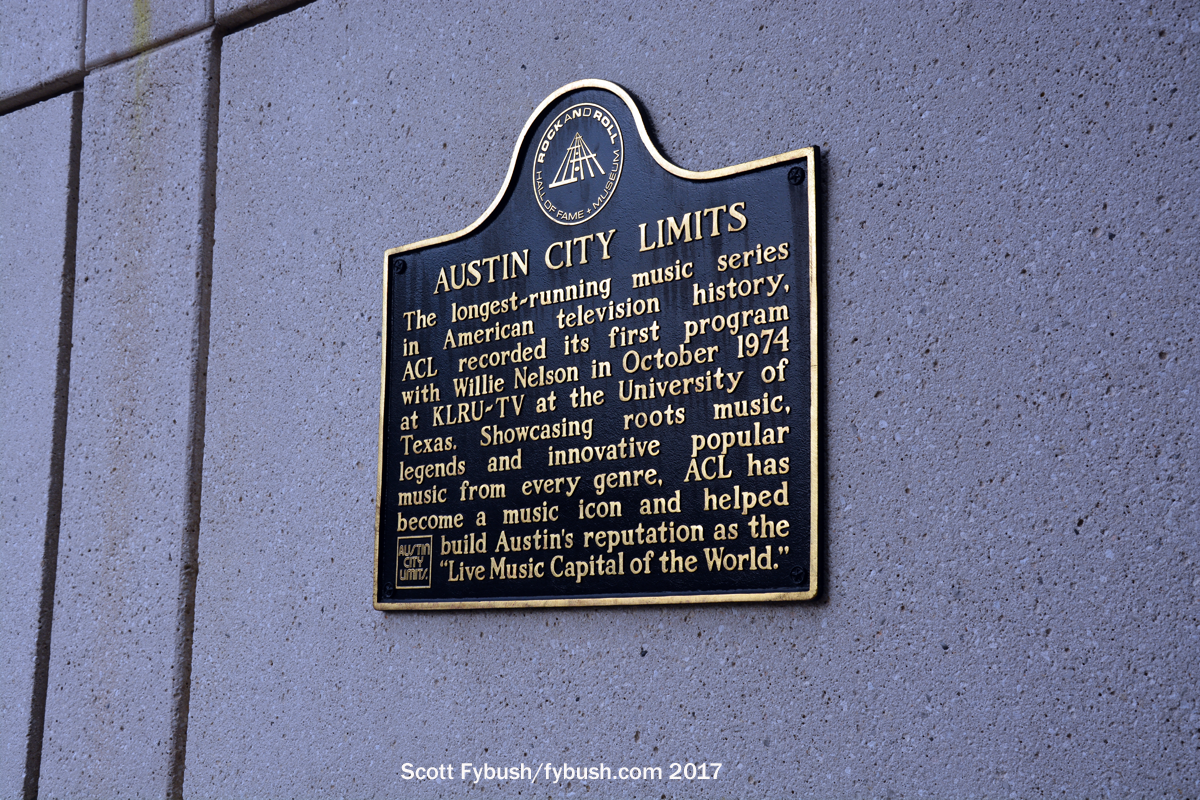 ROCK AND ROLL
HALL OF FAME + MUSEUM
AUSTIN CITY LIMITS
The longest-running music series
in American television history,
ACL recorded its first program
with Willie Nelson in October 1974
at KLRU-TV at the University of
Texas. Showcasing roots music,
legends and innovative popular
music from every genre, ACL has
become a music icon and helped
build Austin's reputation as the
"Live Music Capital of the World."
AUSTIN
CITY
LIMITS
Scott Fybush/fybush.com 2017